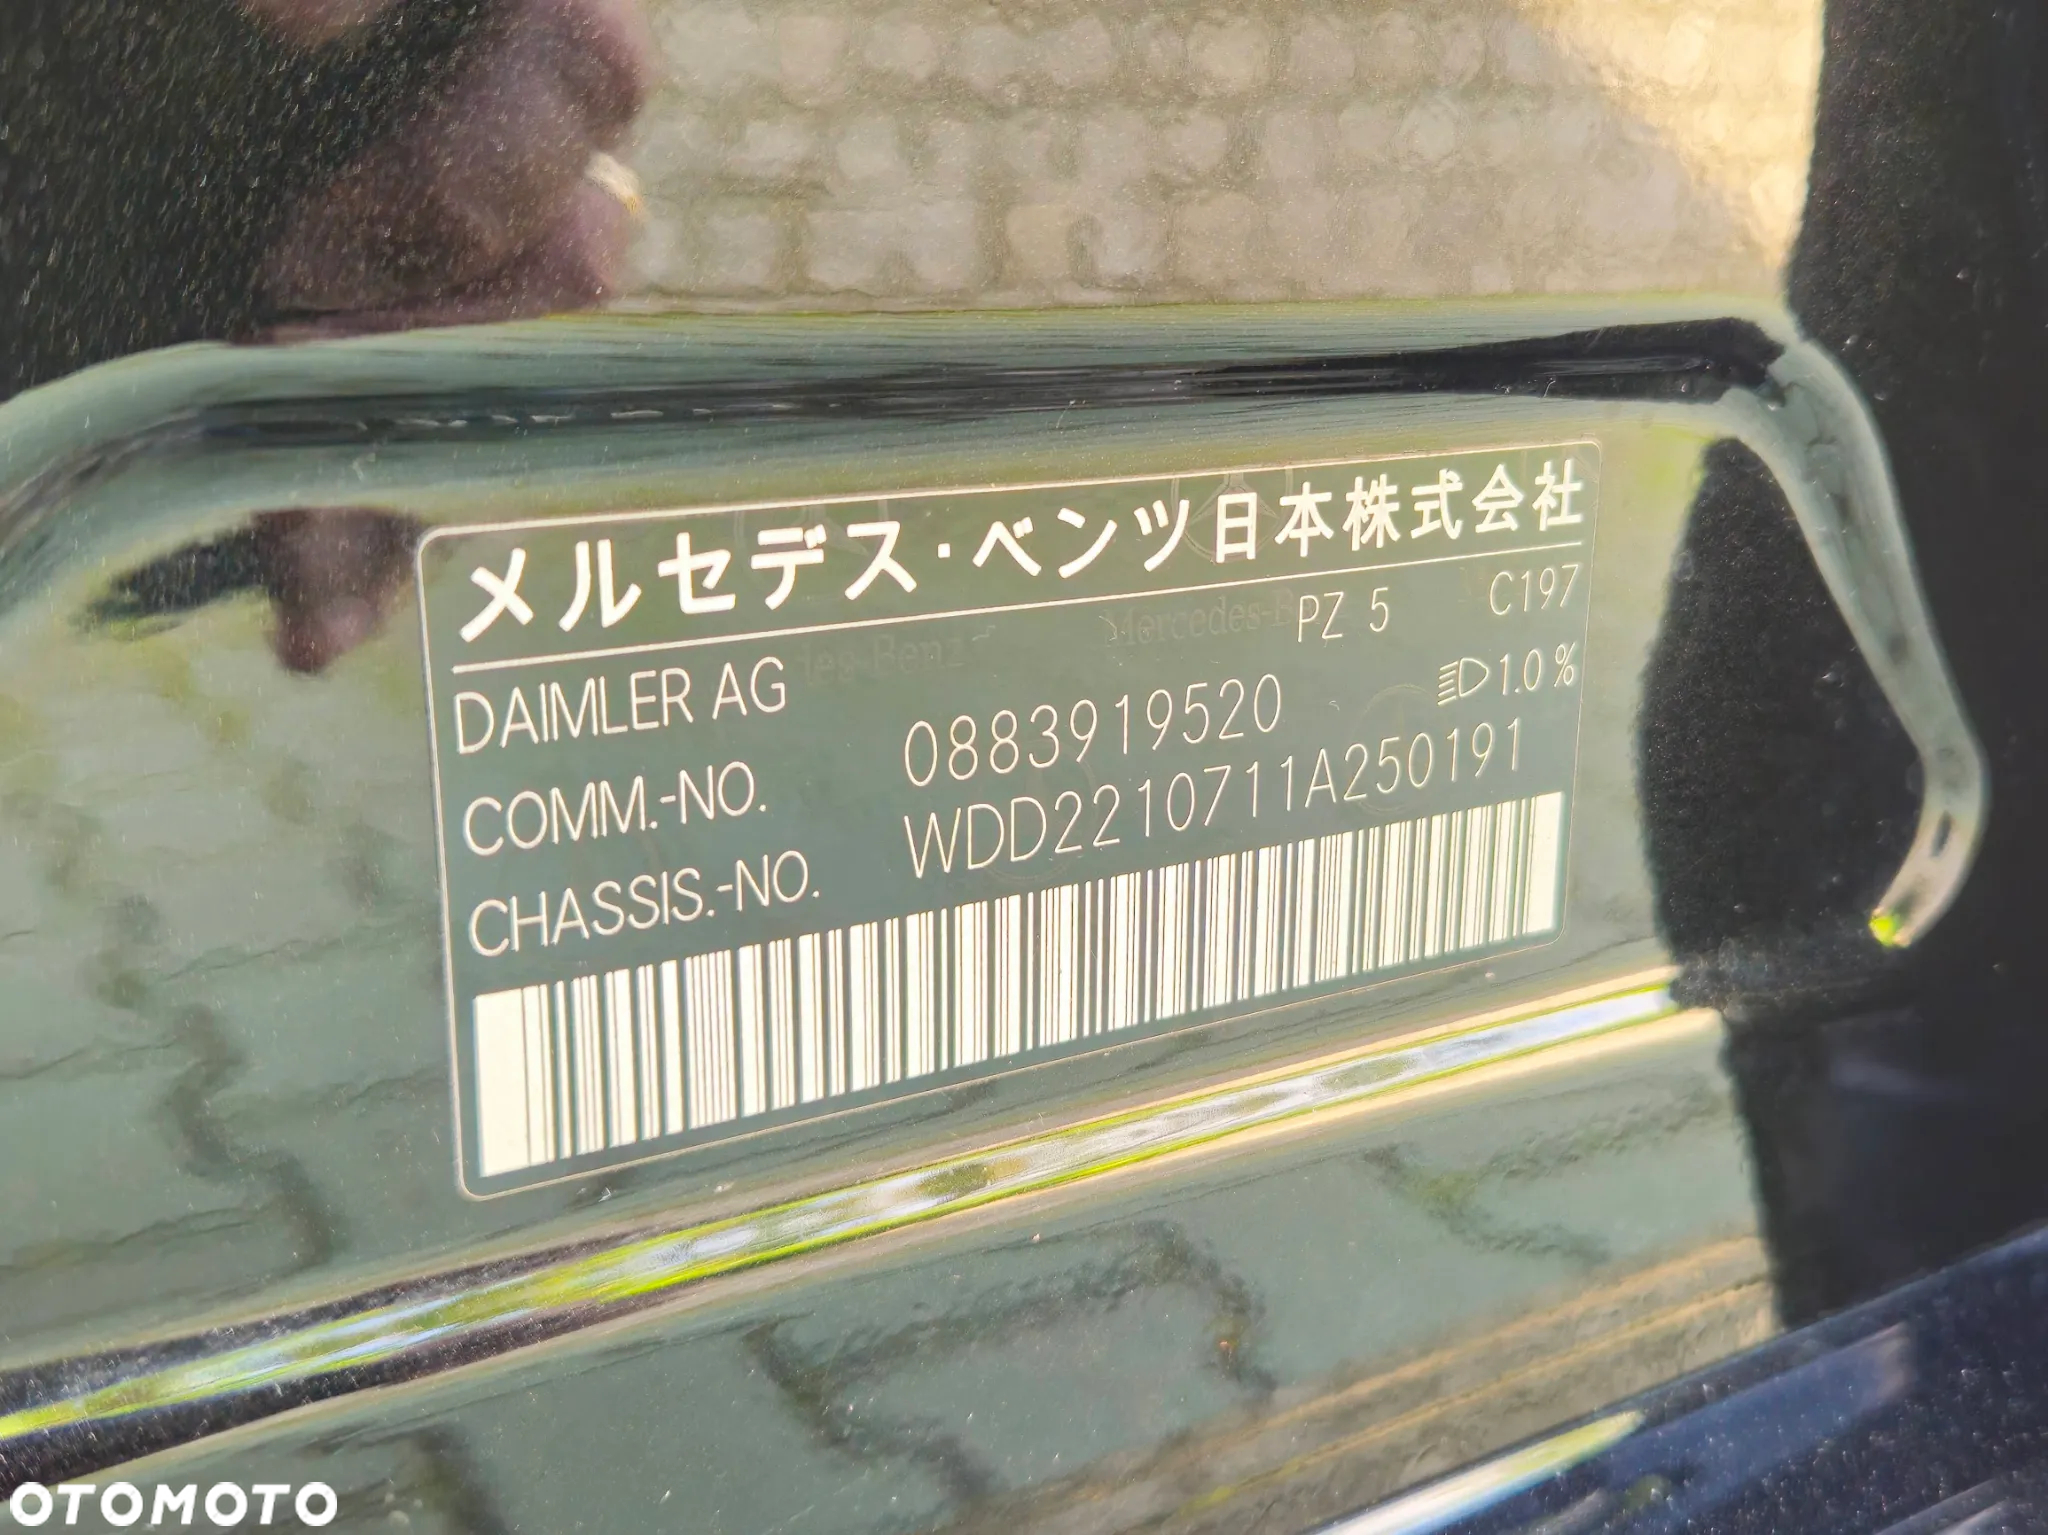 メルセデス・ベンツ日本株式会社
DAIMLER AG PZ 5 C197
COMM.-NO. 0883919520 1.0 %
CHASSIS.-NO. WDD2210711A250191
OTOMOTO